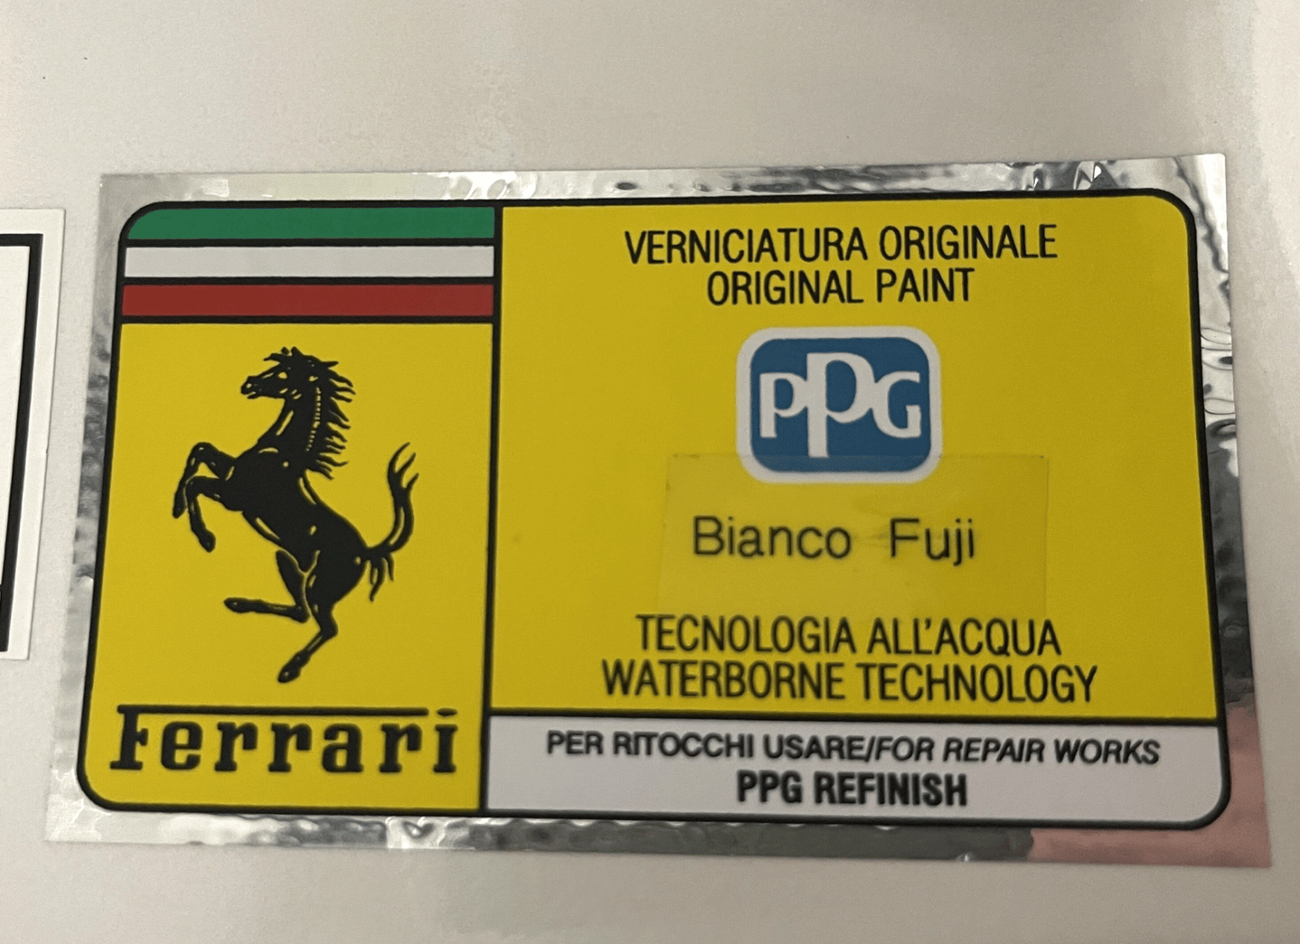 Ferrari
VERNICIATURA ORIGINALE
ORIGINAL PAINT
PPG
Bianco Fuji
TECNOLOGIA ALL'ACQUA
WATERBORNE TECHNOLOGY
PER RITOCCHI USARE/FOR REPAIR WORKS
PPG REFINISH